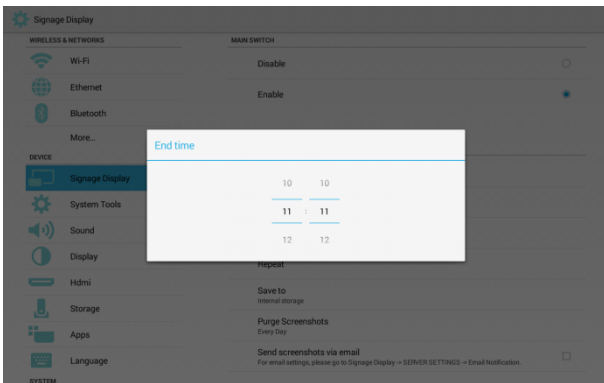 Signage Display
WIRELESS & NETWORKS
Wi-Fi
Ethernet
Bluetooth
More...
DEVICE
Signage Display
System Tools
Sound
Display
Hdmi
Storage
Apps
Language
SYSTEM
MAIN SWITCH
Disable
Enable
End time
10 10
11 : 11
12 12
Repeat
Save to
Internal storage
Purge Screenshots
Every Day
Send screenshots via email
For email settings, please go to Signage Display-> SERVER SETTINGS -> Email Notification.